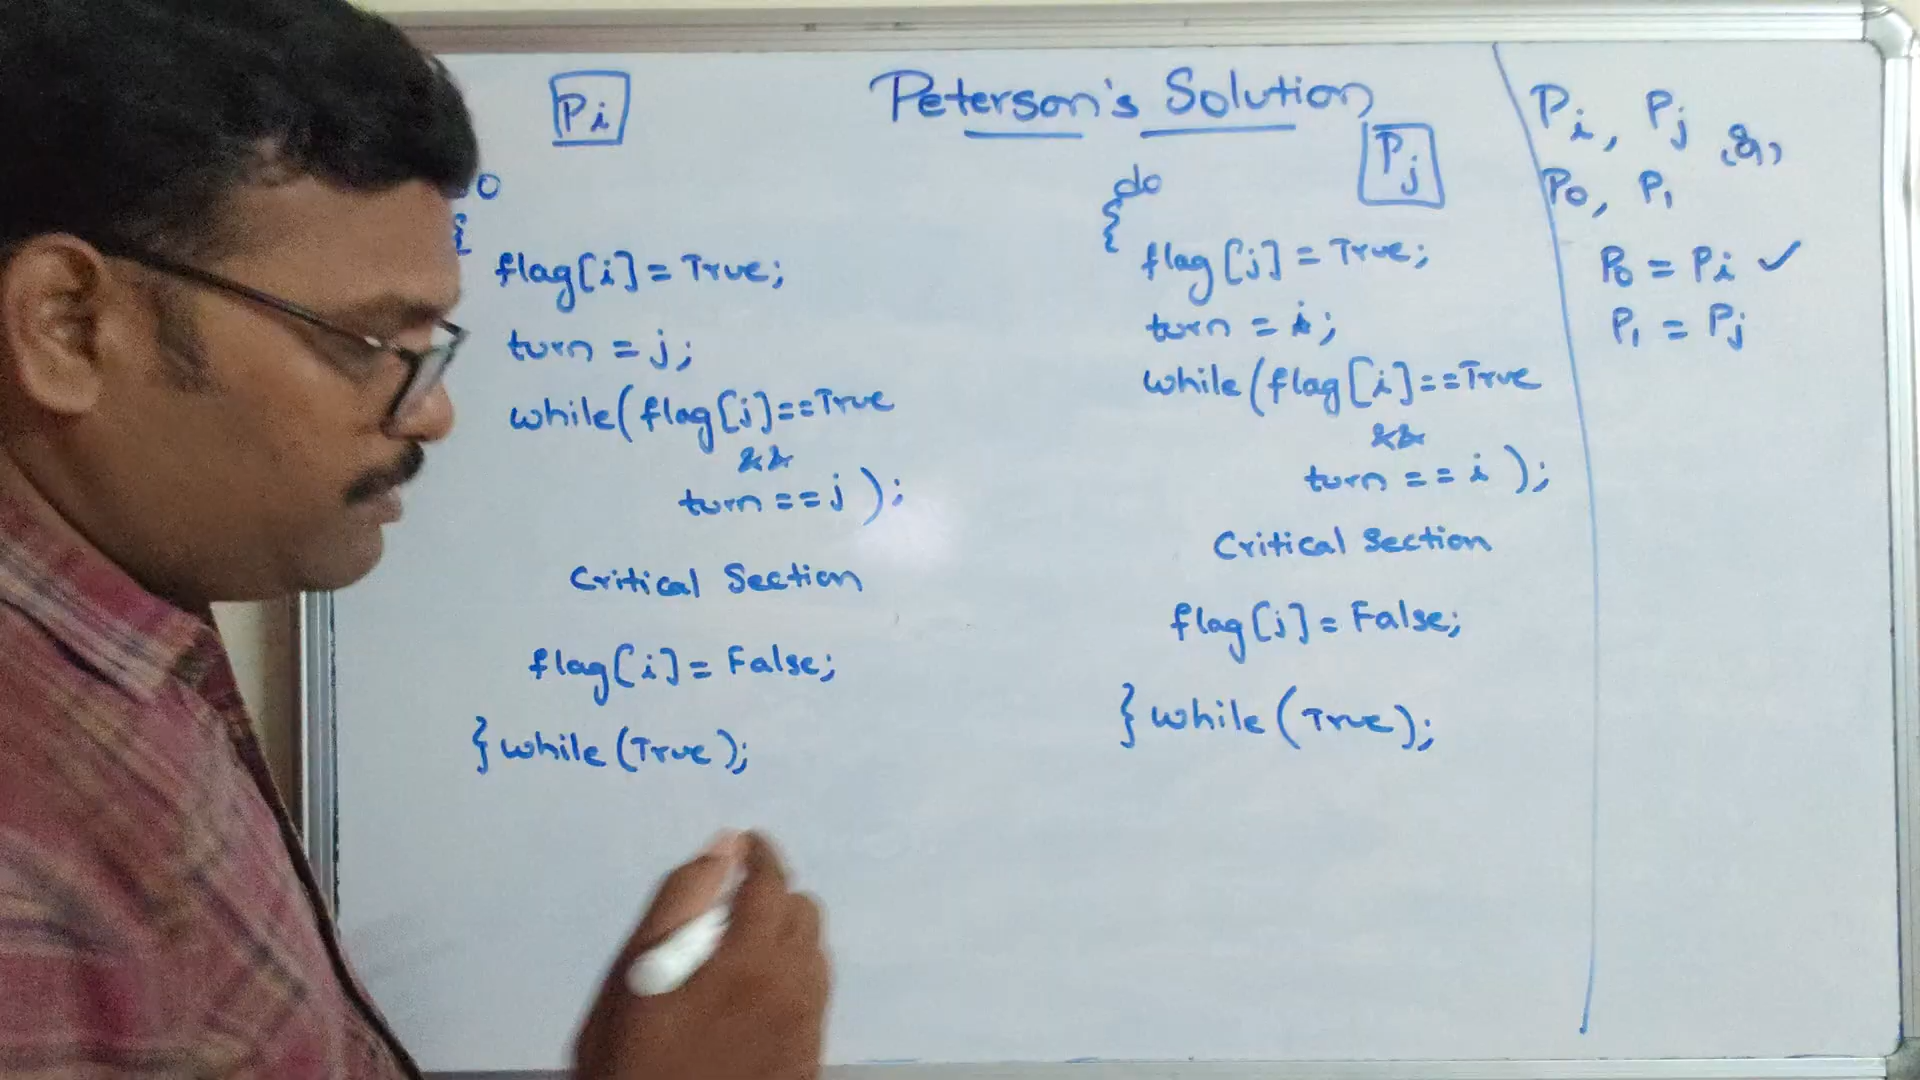 Peterson's Solution
Pi
do
{
flag[i] = True;
turn = j;
while(flag[j]==True
&&
turn==j);
Critical Section
flag[i] = False;
} while(True);
Pj
do
{
flag[j] = True;
turn = i;
while(flag[i]==True
&&
turn == i);
Critical Section
flag[j] = False;
} while(True);
Pi, Pj (or)
P0, P1
P0 = Pi ✓
P1 = Pj